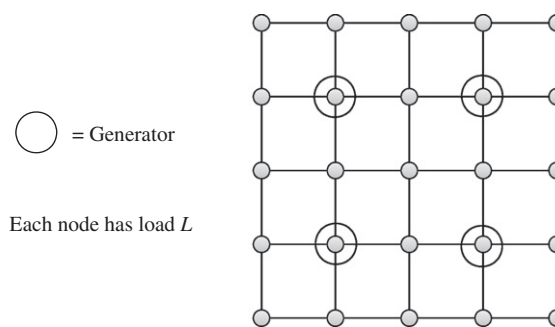 = Generator
Each node has load L